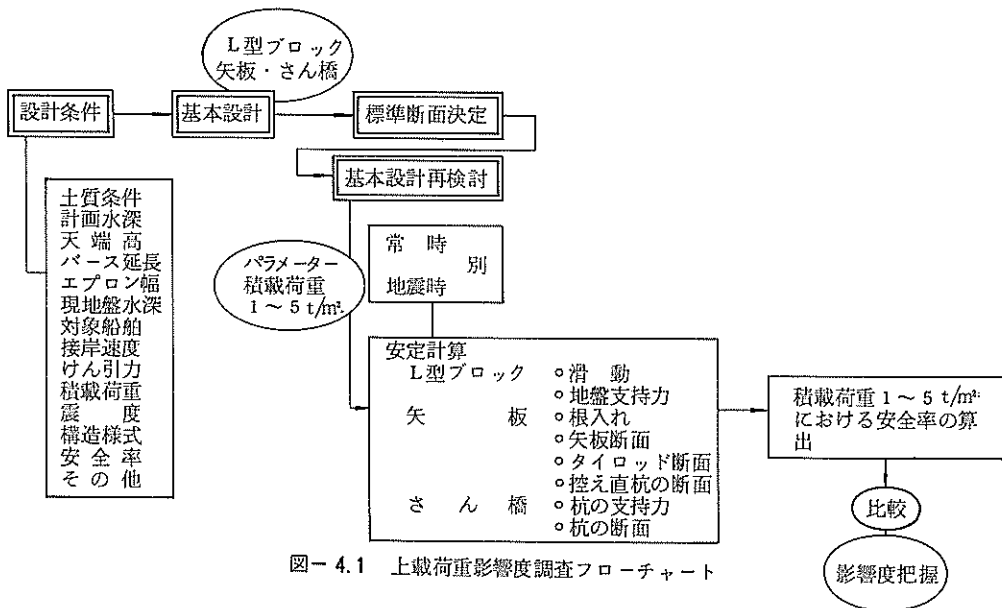 L型ブロック
矢板・さん橋
設計条件
基本設計
標準断面決定
基本設計再検討
土質条件
計画水深
天端高
バース延長
エプロン幅
現地盤水深
対象船舶
接岸速度
けん引力
積載荷重
震度
構造様式
安全率
その他
パラメーター
積載荷重
1～5 t/m²
常時
別
地震時
安定計算
L型ブロック ○滑動
○地盤支持力
矢板 ○根入れ
○矢板断面
○タイロッド断面
○控え直杭の断面
さん橋 ○杭の支持力
○杭の断面
積載荷重1～5 t/m²
における安全率の算
出
比較
影響度把握
図－4.1 上載荷重影響度調査フローチャート